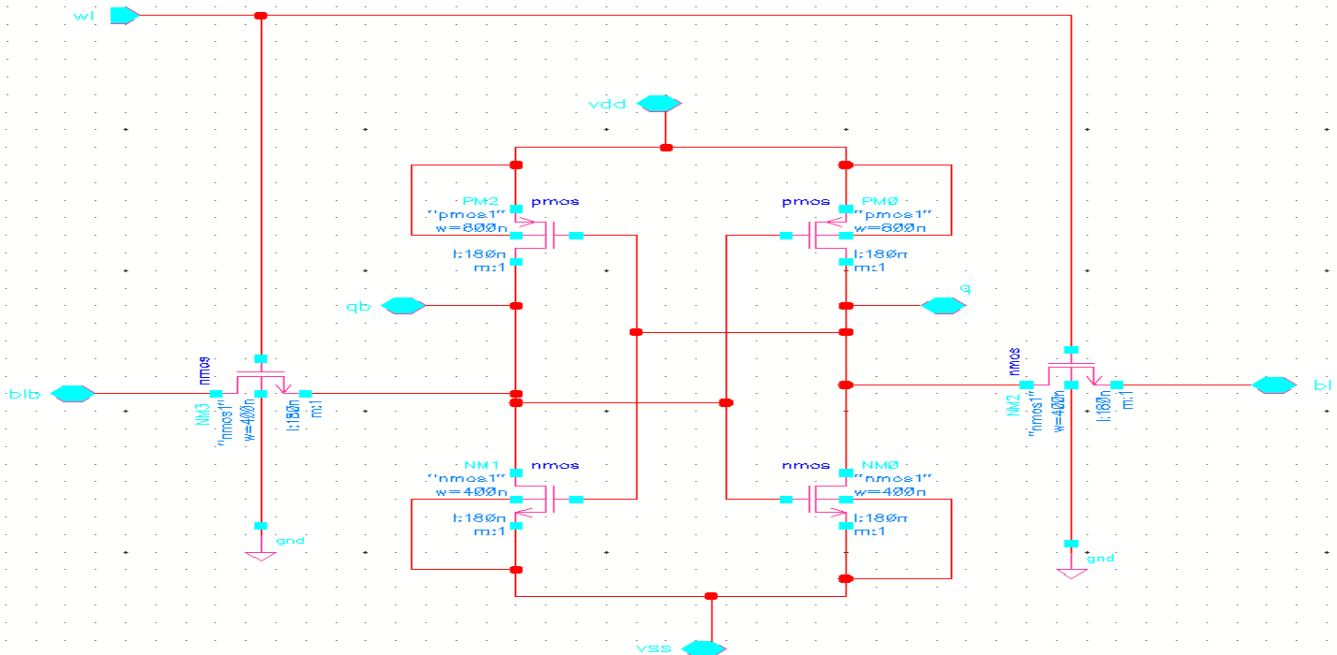 wl
vdd
PM2 pmos
"pmos1"
w=800n
l:180n
m:1
pmos PM0
"pmos1"
w=800n
l:180n
m:1
qb
q
blb
nmos
NM3
"nmos1"
w=400n
l:180n
m:1
nmos
NM2
"nmos1"
w=400n
l:180n
m:1
bl
NM1 nmos
"nmos1"
w=400n
l:180n
m:1
nmos NM0
"nmos1"
w=400n
l:180n
m:1
gnd
gnd
vss